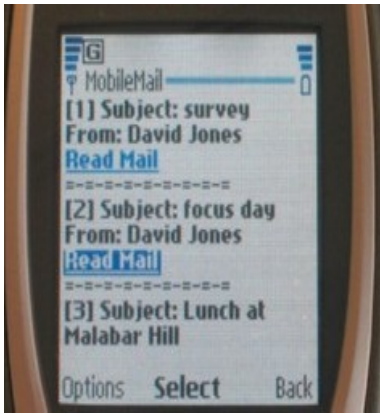 G
MobileMail
[1] Subject: survey
From: David Jones
Read Mail
=-=-=-=-=-=-=-=-=
[2] Subject: focus day
From: David Jones
Read Mail
=-=-=-=-=-=-=-=-=
[3] Subject: Lunch at
Malabar Hill
Options Select Back